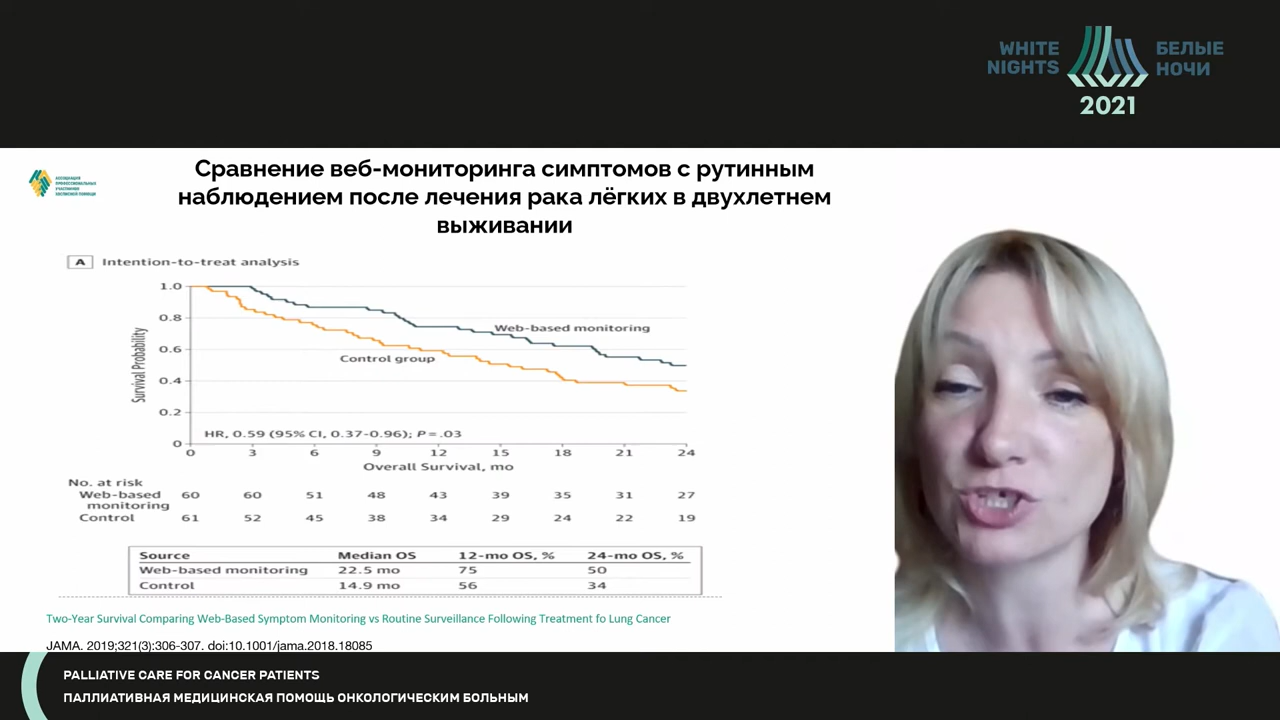 WHITE
NIGHTS
БЕЛЫЕ
НОЧИ
2021
АССОЦИАЦИЯ
ПРОФЕССИОНАЛЬНЫХ
УЧАСТНИКОВ
ХОСПИСНОЙ ПОМОЩИ
Сравнение веб-мониторинга симптомов с рутинным
наблюдением после лечения рака лёгких в двухлетнем
выживании
A Intention-to-treat analysis
1.0
0.8
0.6
0.4
0.2
0
Survival Probability
Web-based monitoring
Control group
HR, 0.59 (95% CI, 0.37-0.96); P = .03
0 3 6 9 12 15 18 21 24
Overall Survival, mo
No. at risk
Web-based 60 60 51 48 43 39 35 31 27
monitoring
Control 61 52 45 38 34 29 24 22 19
Source Median OS 12-mo OS, % 24-mo OS, %
Web-based monitoring 22.5 mo 75 50
Control 14.9 mo 56 34
Two-Year Survival Comparing Web-Based Symptom Monitoring vs Routine Surveillance Following Treatment fo Lung Cancer
JAMA. 2019;321(3):306-307. doi:10.1001/jama.2018.18085
PALLIATIVE CARE FOR CANCER PATIENTS
ПАЛЛИАТИВНАЯ МЕДИЦИНСКАЯ ПОМОЩЬ ОНКОЛОГИЧЕСКИМ БОЛЬНЫМ